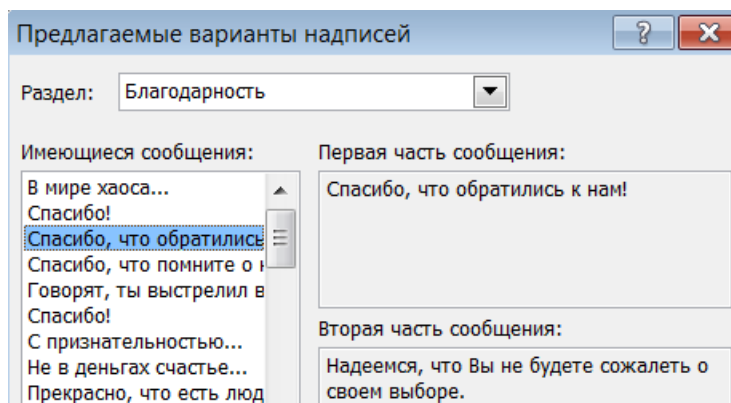 Предлагаемые варианты надписей
Раздел: Благодарность
Имеющиеся сообщения:
В мире хаоса...
Спасибо!
Спасибо, что обратились
Спасибо, что помните о
Говорят, ты выстрелил в
Спасибо!
С признательностью...
Не в деньгах счастье...
Прекрасно, что есть люд
Первая часть сообщения:
Спасибо, что обратились к нам!
Вторая часть сообщения:
Надеемся, что Вы не будете сожалеть о
своем выборе.